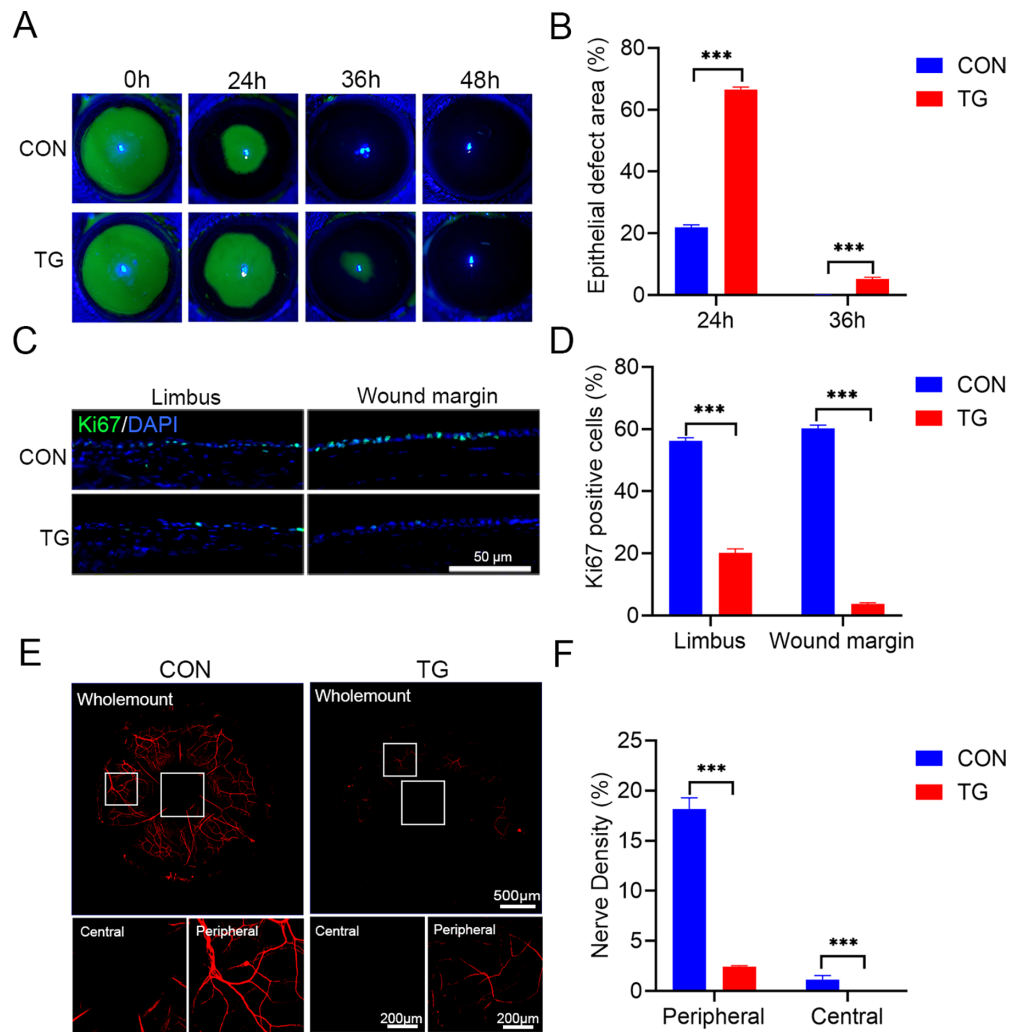 A
0h 24h 36h 48h
CON
TG
B
Epithelial defect area (%)
80
60
40
20
0
24h 36h
***
***
CON
TG
C
Limbus Wound margin
Ki67/DAPI
CON
TG
50 μm
D
Ki67 positive cells (%)
80
60
40
20
0
Limbus Wound margin
***
***
CON
TG
E
CON TG
Wholemount Wholemount
500μm
Central Peripheral Central Peripheral
200μm 200μm
F
Nerve Density (%)
25
20
15
10
5
0
Peripheral Central
***
***
CON
TG